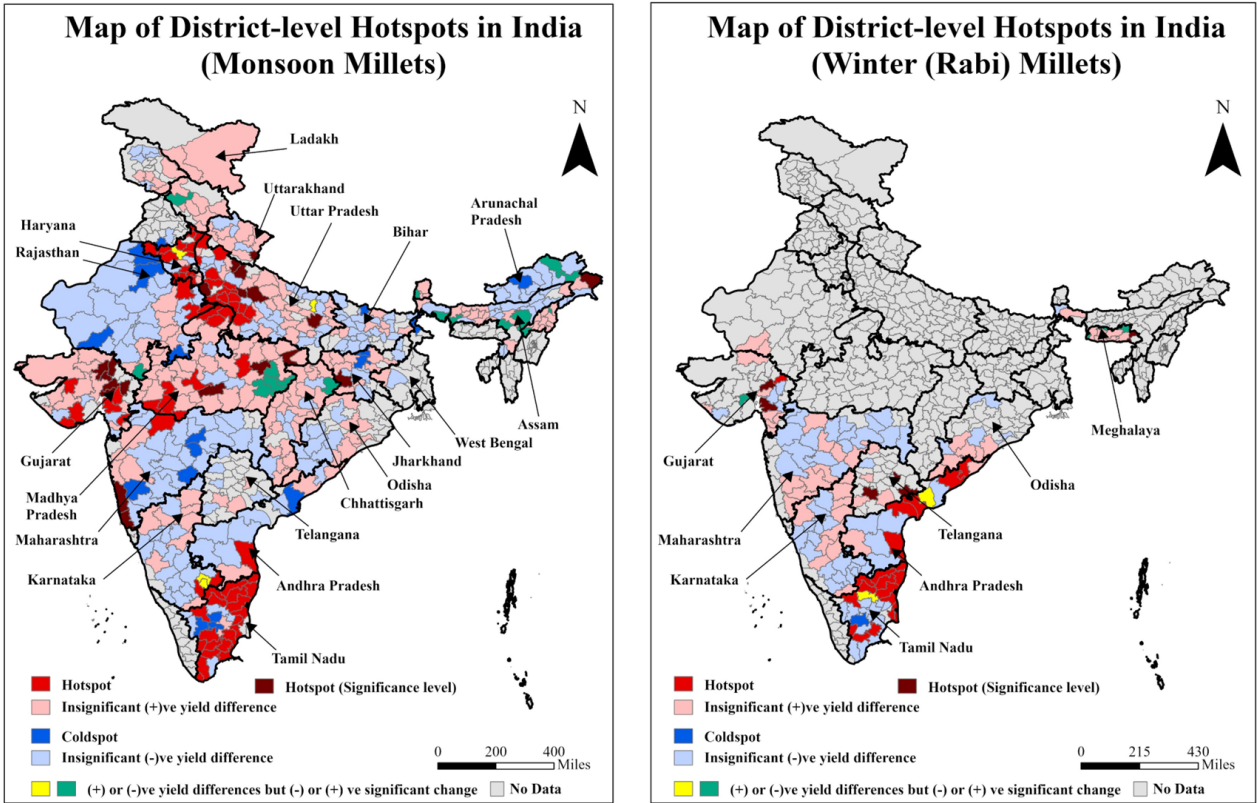 Map of District-level Hotspots in India
(Monsoon Millets)
N
Ladakh
Uttarakhand
Uttar Pradesh
Arunachal
Pradesh
Haryana
Bihar
Rajasthan
Assam
West Bengal
Gujarat
Jharkhand
Madhya
Pradesh
Odisha
Chhattisgarh
Maharashtra
Telangana
Karnataka
Andhra Pradesh
Tamil Nadu
Hotspot
Hotspot (Significance level)
Insignificant (+)ve yield difference
Coldspot
Insignificant (-)ve yield difference
0 200 400
Miles
(+) or (-)ve yield differences but (-) or (+) ve significant change
No Data
Map of District-level Hotspots in India
(Winter (Rabi) Millets)
N
Meghalaya
Gujarat
Odisha
Maharashtra
Telangana
Karnataka
Andhra Pradesh
Tamil Nadu
Hotspot
Hotspot (Significance level)
Insignificant (+)ve yield difference
Coldspot
Insignificant (-)ve yield difference
0 215 430
Miles
(+) or (-)ve yield differences but (-) or (+) ve significant change
No Data